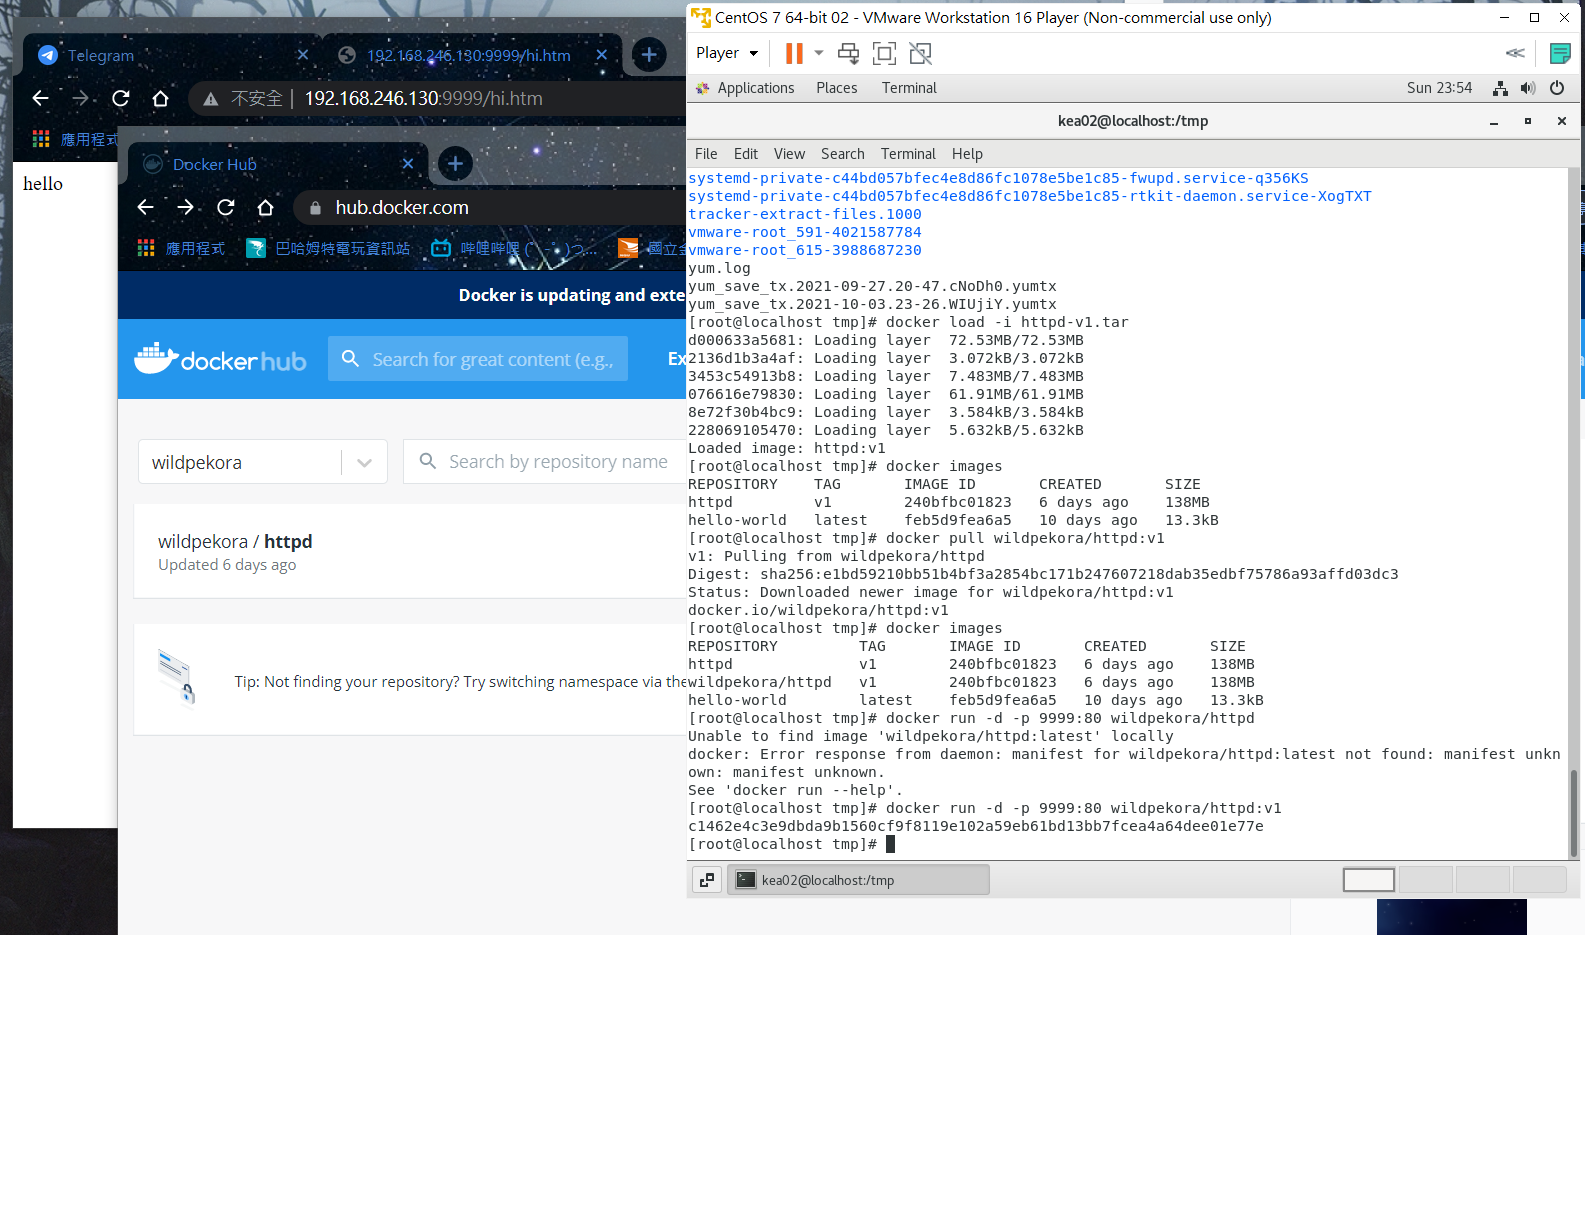 Telegram
192.168.246.130:9999/hi.htm
不安全 | 192.168.246.130:9999/hi.htm
應用程式
hello
Docker Hub
hub.docker.com
應用程式
巴哈姆特電玩資訊站
嗶哩嗶哩
Docker is updating and exte
docker hub
Search for great content (e.g.,
Ex
wildpekora
Search by repository name
wildpekora / httpd
Updated 6 days ago
Tip: Not finding your repository? Try switching namespace via the
CentOS 7 64-bit 02 - VMware Workstation 16 Player (Non-commercial use only)
Player
Applications Places Terminal
Sun 23:54
kea02@localhost:/tmp
File Edit View Search Terminal Help
systemd-private-c44bd057bfec4e8d86fc1078e5be1c85-fwupd.service-q356KS
systemd-private-c44bd057bfec4e8d86fc1078e5be1c85-rtkit-daemon.service-XogTXT
tracker-extract-files.1000
vmware-root_591-4021587784
vmware-root_615-3988687230
yum.log
yum_save_tx.2021-09-27.20-47.cNoDh0.yumtx
yum_save_tx.2021-10-03.23-26.WIUjiY.yumtx
[root@localhost tmp]# docker load -i httpd-v1.tar
d000633a5681: Loading layer  72.53MB/72.53MB
2136d1b3a4af: Loading layer  3.072kB/3.072kB
3453c54913b8: Loading layer  7.483MB/7.483MB
076616e79830: Loading layer  61.91MB/61.91MB
8e72f30b4bc9: Loading layer  3.584kB/3.584kB
228069105470: Loading layer  5.632kB/5.632kB
Loaded image: httpd:v1
[root@localhost tmp]# docker images
REPOSITORY    TAG       IMAGE ID       CREATED       SIZE
httpd         v1        240bfbc01823   6 days ago    138MB
hello-world   latest    feb5d9fea6a5   10 days ago   13.3kB
[root@localhost tmp]# docker pull wildpekora/httpd:v1
v1: Pulling from wildpekora/httpd
Digest: sha256:e1bd59210bb51b4bf3a2854bc171b247607218dab35edbf75786a93affd03dc3
Status: Downloaded newer image for wildpekora/httpd:v1
docker.io/wildpekora/httpd:v1
[root@localhost tmp]# docker images
REPOSITORY         TAG       IMAGE ID       CREATED       SIZE
httpd              v1        240bfbc01823   6 days ago    138MB
wildpekora/httpd   v1        240bfbc01823   6 days ago    138MB
hello-world        latest    feb5d9fea6a5   10 days ago   13.3kB
[root@localhost tmp]# docker run -d -p 9999:80 wildpekora/httpd
Unable to find image 'wildpekora/httpd:latest' locally
docker: Error response from daemon: manifest for wildpekora/httpd:latest not found: manifest unkn
own: manifest unknown.
See 'docker run --help'.
[root@localhost tmp]# docker run -d -p 9999:80 wildpekora/httpd:v1
c1462e4c3e9dbda9b1560cf9f8119e102a59eb61bd13bb7fcea4a64dee01e77e
[root@localhost tmp]#
kea02@localhost:/tmp